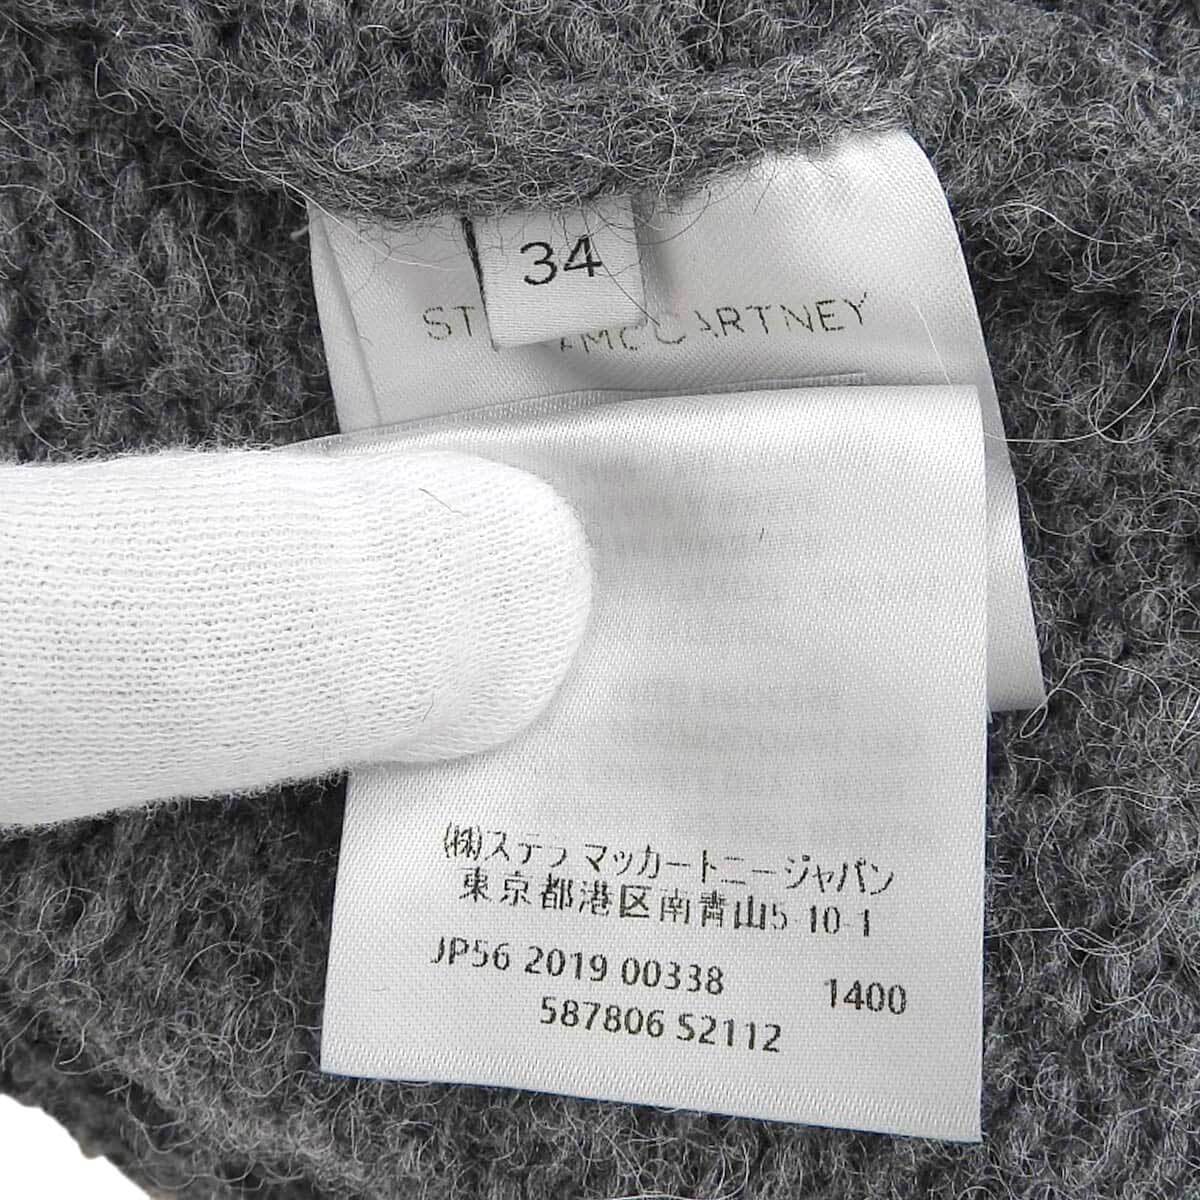 34
McCARTNEY
(株)ステラ マッカートニージャパン
東京都港区南青山5-10-1
JP56 2019 00338 1400
587806 S2112